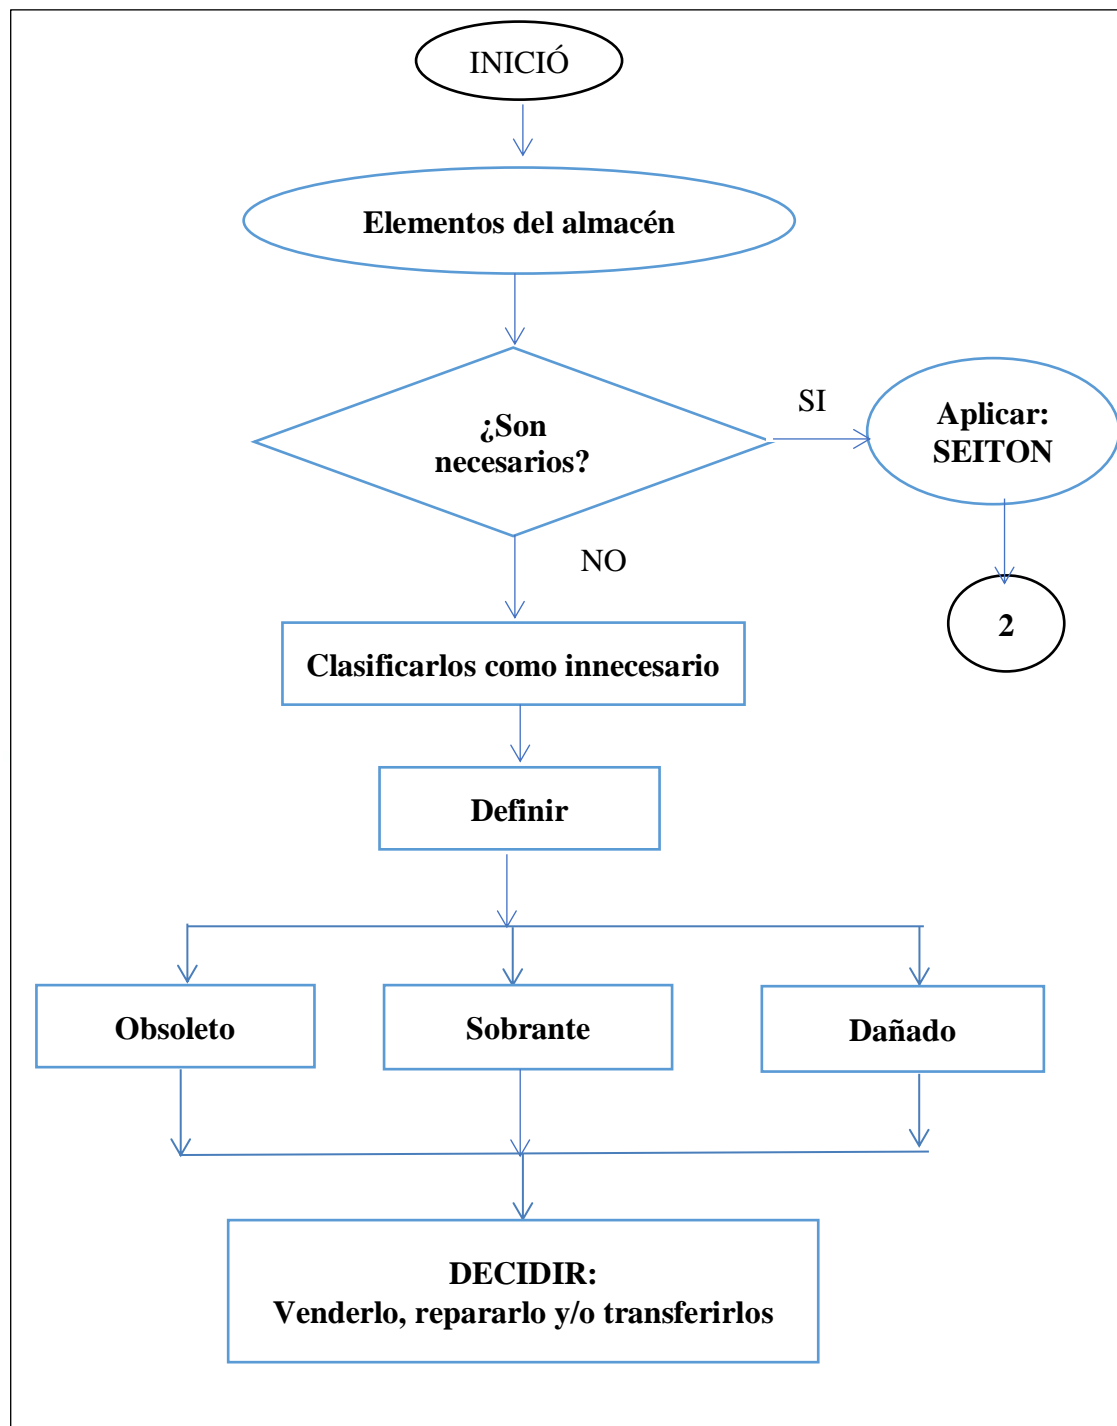 INICIÓ
Elementos del almacén
¿Son
necesarios?
SI
Aplicar:
SEITON
NO
2
Clasificarlos como innecesario
Definir
Obsoleto
Sobrante
Dañado
DECIDIR:
Venderlo, repararlo y/o transferirlos